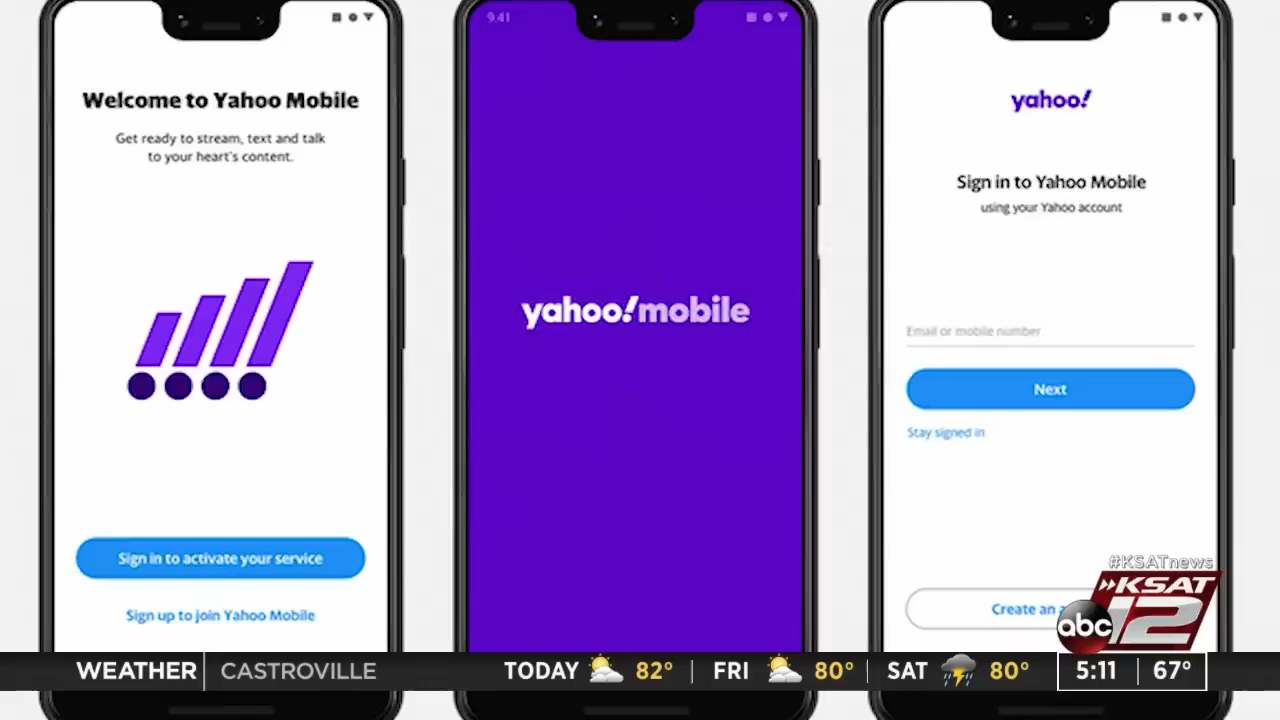 Welcome to Yahoo Mobile
Get ready to stream, text and talk
to your heart's content.
Sign in to activate your service
Sign up to join Yahoo Mobile
9:41
yahoo!mobile
yahoo!
Sign in to Yahoo Mobile
using your Yahoo account
Email or mobile number
Next
Stay signed in
Create an a
#KSATnews
KSAT
abc 12
WEATHER CASTROVILLE TODAY 82° FRI 80° SAT 80° 5:11 67°